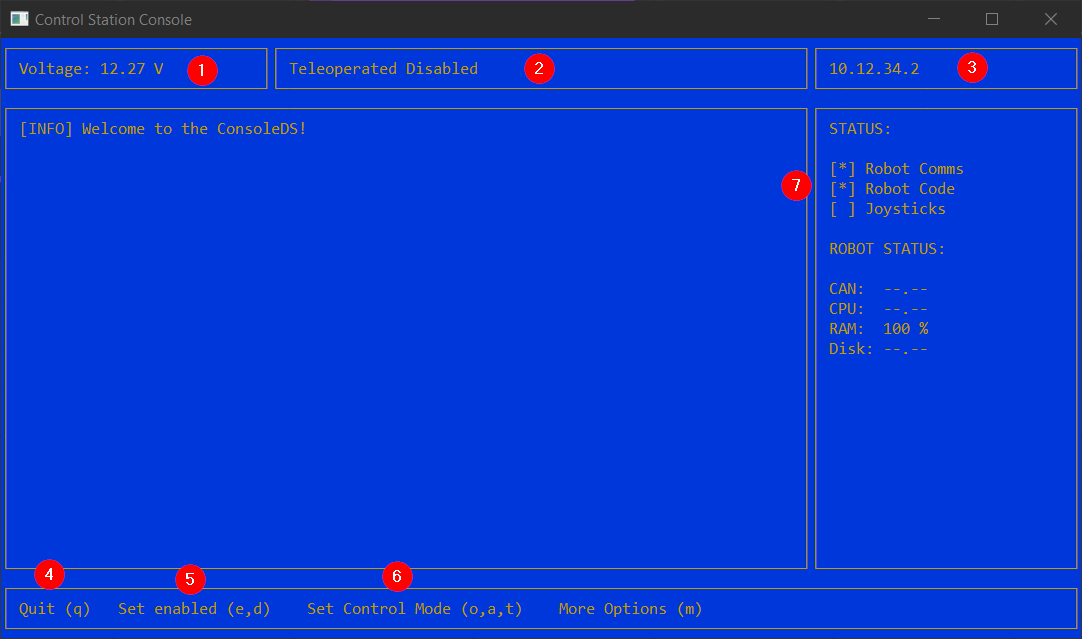 Control Station Console
Voltage: 12.27 V 1
Teleoperated Disabled 2
10.12.34.2 3
[INFO] Welcome to the ConsoleDS!
7
STATUS:
[*] Robot Comms
[*] Robot Code
[ ] Joysticks
ROBOT STATUS:
CAN: --.--
CPU: --.--
RAM: 100 %
Disk: --.--
4 5 6
Quit (q) Set enabled (e,d) Set Control Mode (o,a,t) More Options (m)